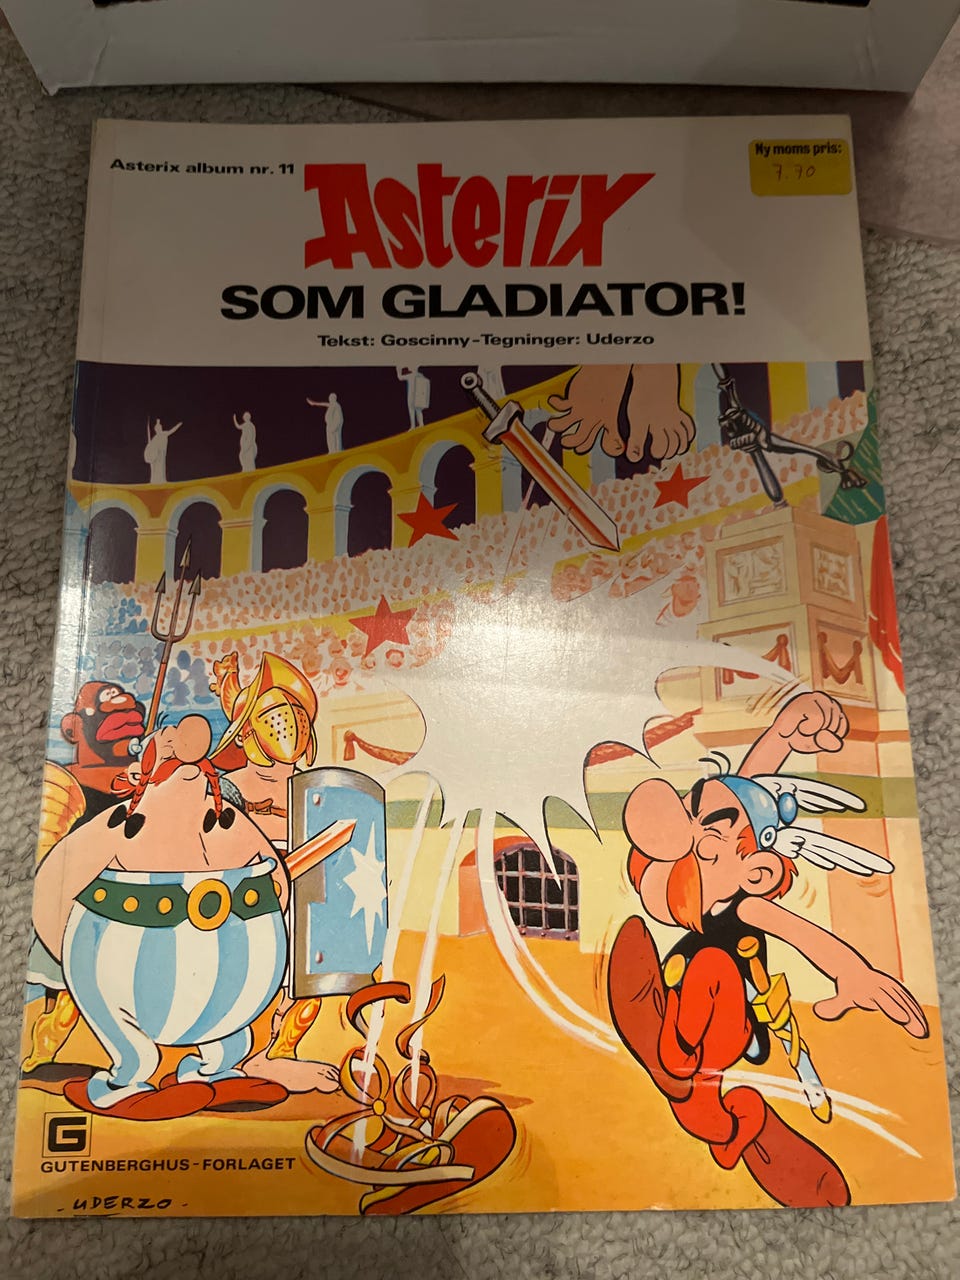 Asterix album nr. 11
Asterix
Ny moms pris:
7.70
SOM GLADIATOR!
Tekst: Goscinny-Tegninger: Uderzo
G
GUTENBERGHUS-FORLAGET
UDERZO